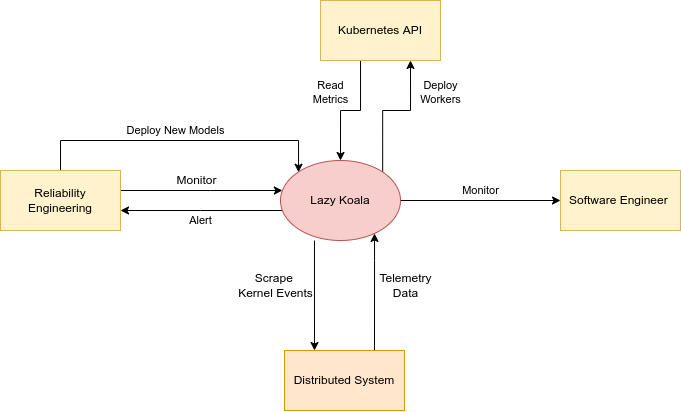 Kubernetes API
Read
Metrics
Deploy
Workers
Deploy New Models
Reliability
Engineering
Monitor
Alert
Lazy Koala
Monitor
Software Engineer
Scrape
Kernel Events
Telemetry
Data
Distributed System